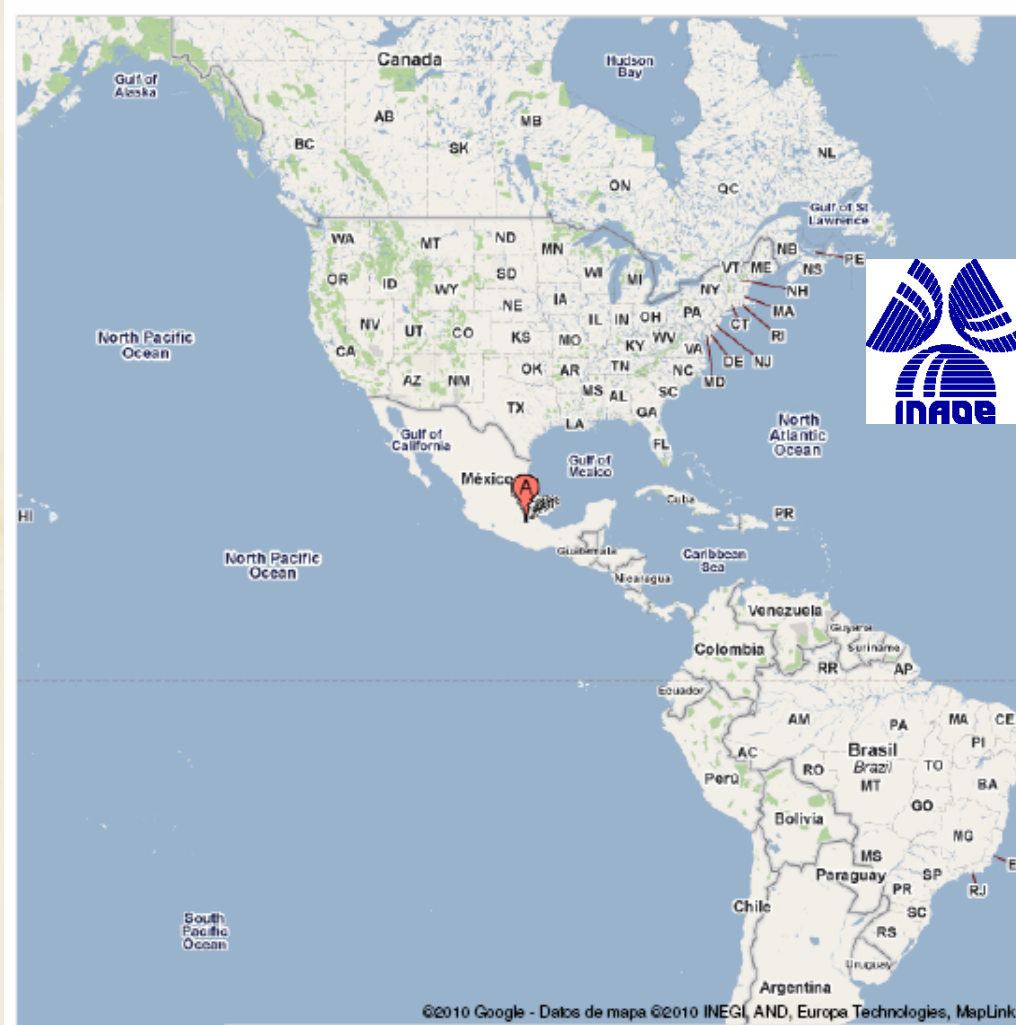 Canada
Hudson
Bay
Gulf of
Alaska
AB
MB
BC
SK
NL
ON
QC
Gulf of St
Lawrence
WA
MT
ND
MN
NB
PE
OR
ID
WY
SD
WI
MI
VT
ME
NS
NY
NH
NE
IA
MA
NV
UT
CO
KS
MO
IL
IN
OH
PA
CT
RI
North Pacific
Ocean
CA
KY
WV
VA
DE
NJ
AZ
NM
OK
AR
TN
NC
MD
MS
AL
SC
TX
GA
LA
INAOE
North
Atlantic
Ocean
Gulf of
California
FL
Gulf of
Mexico
México
A
Cuba
PR
HI
North Pacific
Ocean
Guatemala
Caribbean
Sea
Nicaragua
Venezuela
Guyana
Colombia
Suriname
RR
AP
Ecuador
AM
PA
MA
CE
AC
Brasil
PI
Perú
RO
Brazil
TO
MT
BA
GO
Bolivia
MG
MS
E
Paraguay
SP
PR
RJ
Chile
SC
South
Pacific
Ocean
RS
Uruguay
Argentina
©2010 Google - Datos de mapa ©2010 INEGI, AND, Europa Technologies, MapLink